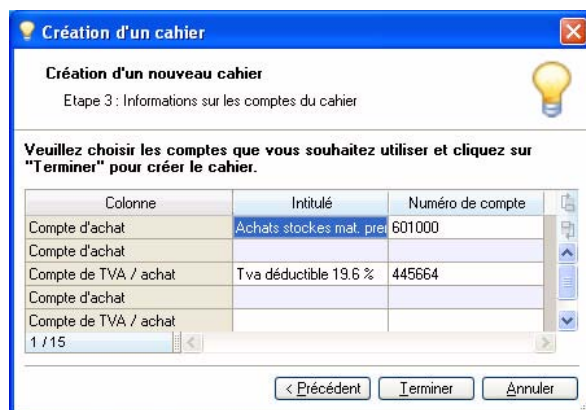 Création d'un cahier
Création d'un nouveau cahier
Etape 3 : Informations sur les comptes du cahier
Veuillez choisir les comptes que vous souhaitez utiliser et cliquez sur
"Terminer" pour créer le cahier.
Colonne Intitulé Numéro de compte
Compte d'achat Achats stockes mat. prei 601000
Compte d'achat
Compte de TVA / achat Tva déductible 19.6 % 445664
Compte d'achat
Compte de TVA / achat
1 / 15
< Précédent Terminer Annuler